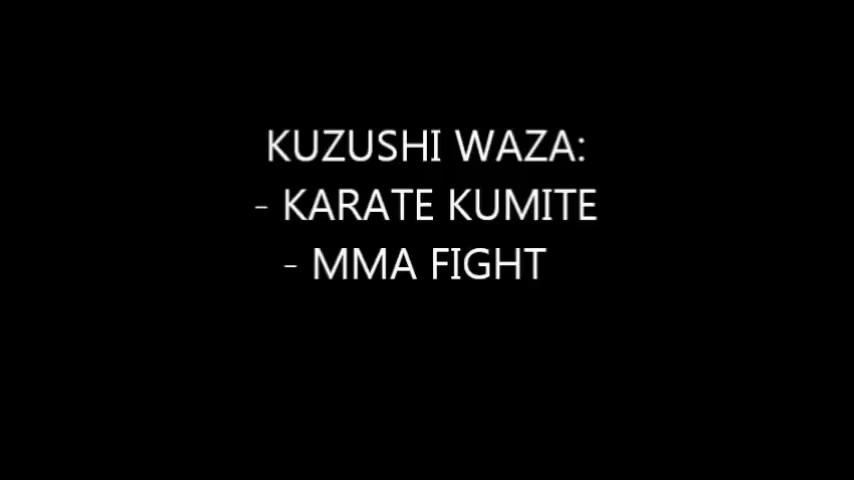 KUZUSHI WAZA:
- KARATE KUMITE
- MMA FIGHT